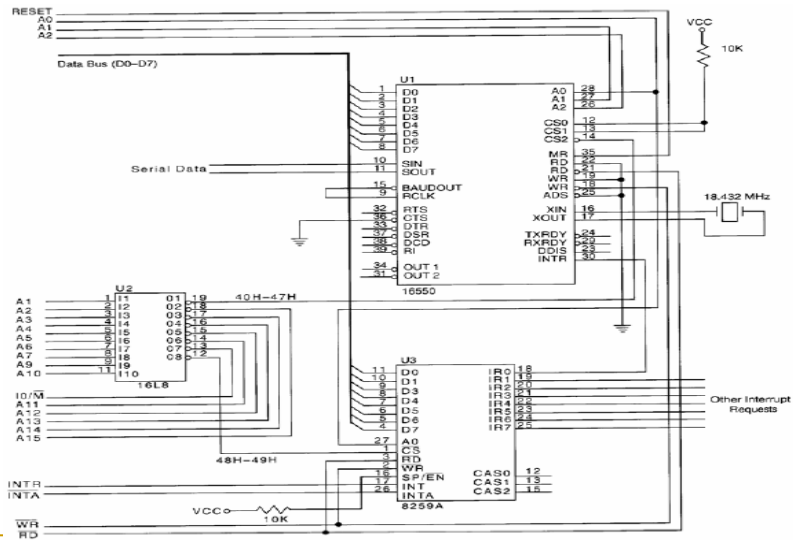 RESET
A0
A1
A2
Data Bus (D0–D7)
VCC
10K
U1
1 D0 A0 28
2 D1 A1 27
3 D2 A2 26
4 D3
5 D4 CS0 12
6 D5 CS1 13
7 D6 CS2 14
8 D7
MR 35
Serial Data
10 SIN RD 22
11 SOUT RD 21
WR 19
15 BAUDOUT WR 18
9 RCLK ADS 25
18.432 MHz
32 RTS XIN 16
36 CTS XOUT 17
33 DTR
37 DSR TXRDY 24
38 DCD RXRDY 29
39 RI DDIS 23
INTR 30
34 OUT 1
31 OUT 2
16550
U2
A1 1 I1 O1 19 40H–47H
A2 2 I2 O2 18
A3 3 I3 O3 17
A4 4 I4 O4 16
A5 5 I5 O5 15
A6 6 I6 O6 14
A7 7 I7 O7 13
A8 8 I8 O8 12
A9 9 I9
A10 11 I10
16L8
IO/M
A11
A12
A13
A14
A15
48H–49H
U3
11 D0 IR0 18
10 D1 IR1 19
9 D2 IR2 20
8 D3 IR3 21
7 D4 IR4 22
6 D5 IR5 23
5 D6 IR6 24
4 D7 IR7 25
Other Interrupt
Requests
27 A0
1 CS
3 RD
2 WR CAS0 12
16 SP/EN CAS1 13
17 INT CAS2 15
26 INTA
8259A
INTR
INTA
VCC
10K
WR
RD